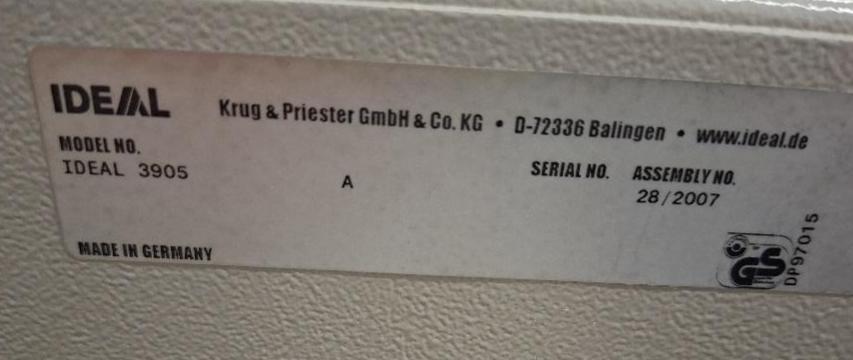 IDEAL Krug & Priester GmbH & Co. KG • D-72336 Balingen • www.ideal.de
MODEL NO. SERIAL NO. ASSEMBLY NO.
IDEAL 3905 A 28/2007
MADE IN GERMANY
GS
DP97015